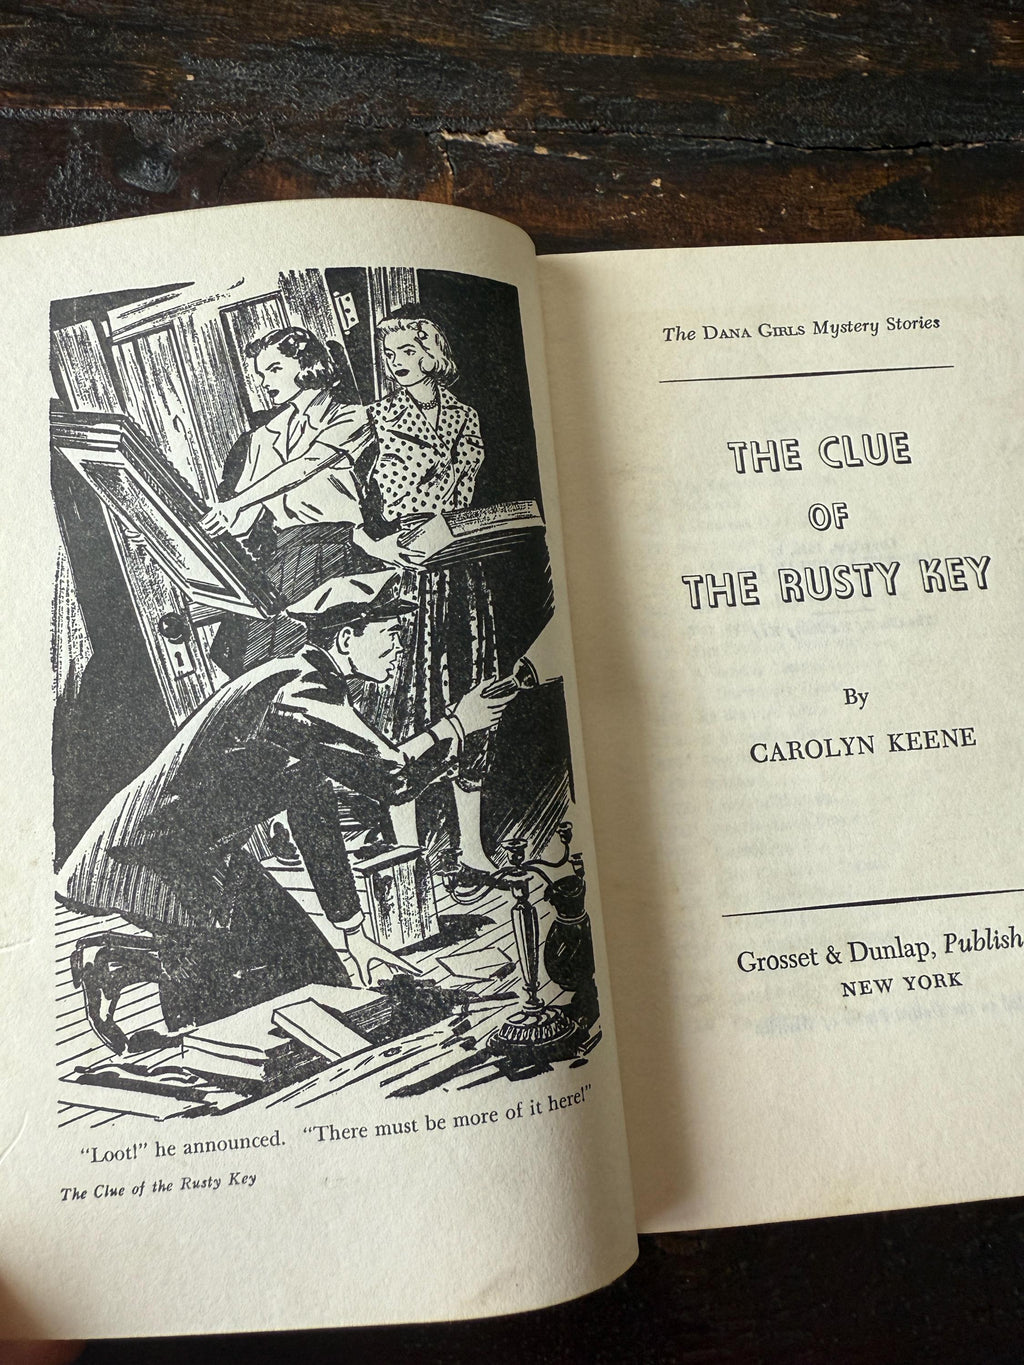 "Loot!" he announced. "There must be more of it here!"
The Clue of the Rusty Key
The DANA GIRLS Mystery Stories
THE CLUE
OF
THE RUSTY KEY
By
CAROLYN KEENE
Grosset & Dunlap, Publish
NEW YORK